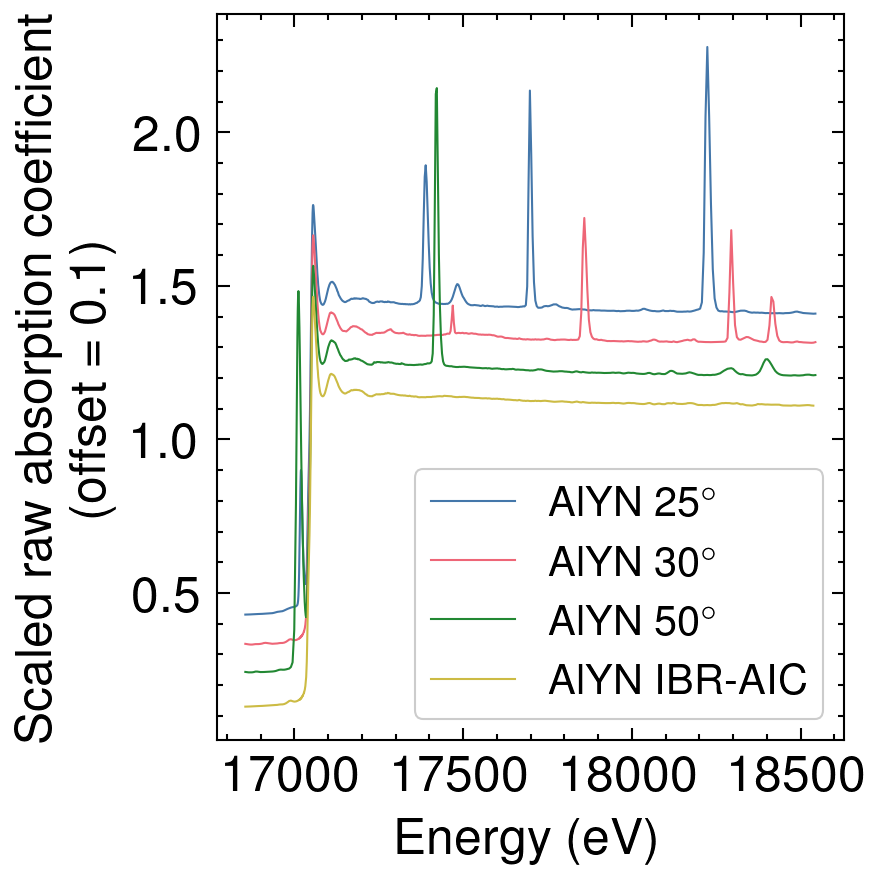 Scaled raw absorption coefficient
(offset = 0.1)
2.0
1.5
1.0
0.5
AlYN 25°
AlYN 30°
AlYN 50°
AlYN IBR-AIC
17000 17500 18000 18500
Energy (eV)